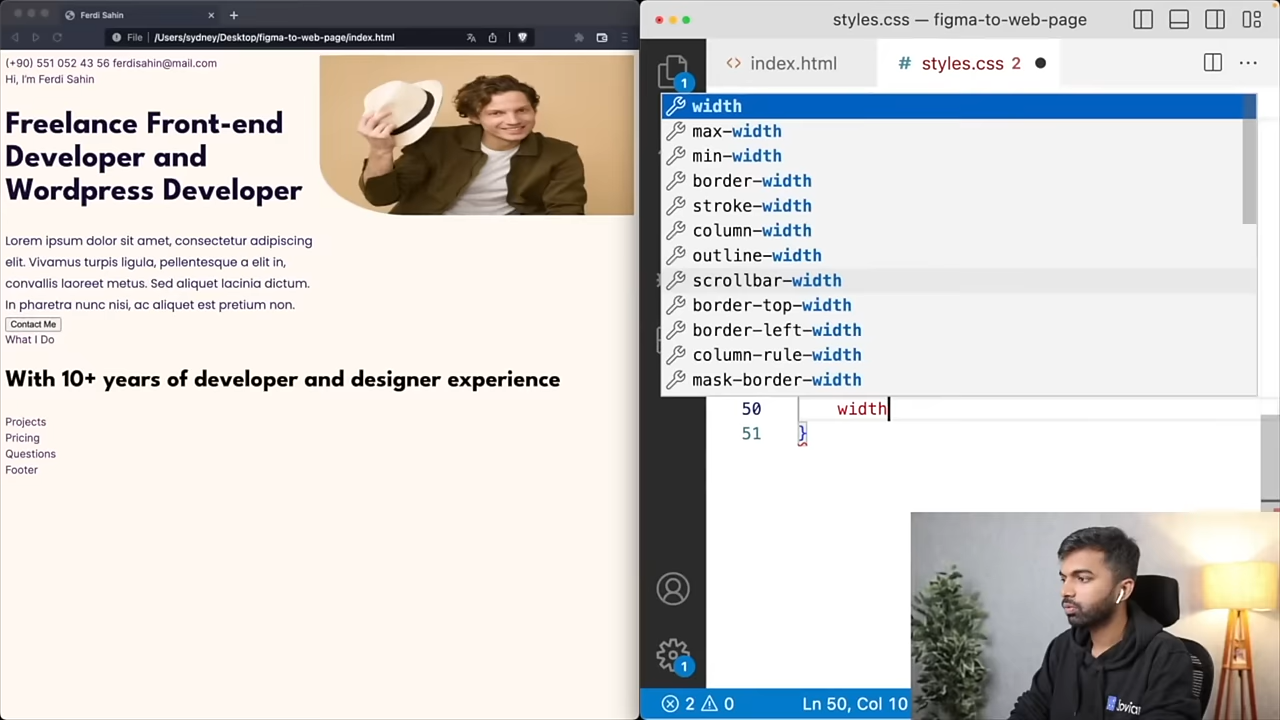 Ferdi Sahin
File
/Users/sydney/Desktop/figma-to-web-page/index.html
(+90) 551 052 43 56 ferdisahin@mail.com
Hi, I'm Ferdi Sahin
Freelance Front-end
Developer and
Wordpress Developer
Lorem ipsum dolor sit amet, consectetur adipiscing
elit. Vivamus turpis ligula, pellentesque a elit in,
convallis laoreet metus. Sed aliquet lacinia dictum.
In pharetra nunc nisi, ac aliquet est pretium non.
Contact Me
What I Do
With 10+ years of developer and designer experience
Projects
Pricing
Questions
Footer
styles.css — figma-to-web-page
<> index.html
# styles.css 2
1
width
max-width
min-width
border-width
stroke-width
column-width
outline-width
scrollbar-width
border-top-width
border-left-width
column-rule-width
mask-border-width
50 width
51 }
1
2 0
Ln 50, Col 10
Jovian